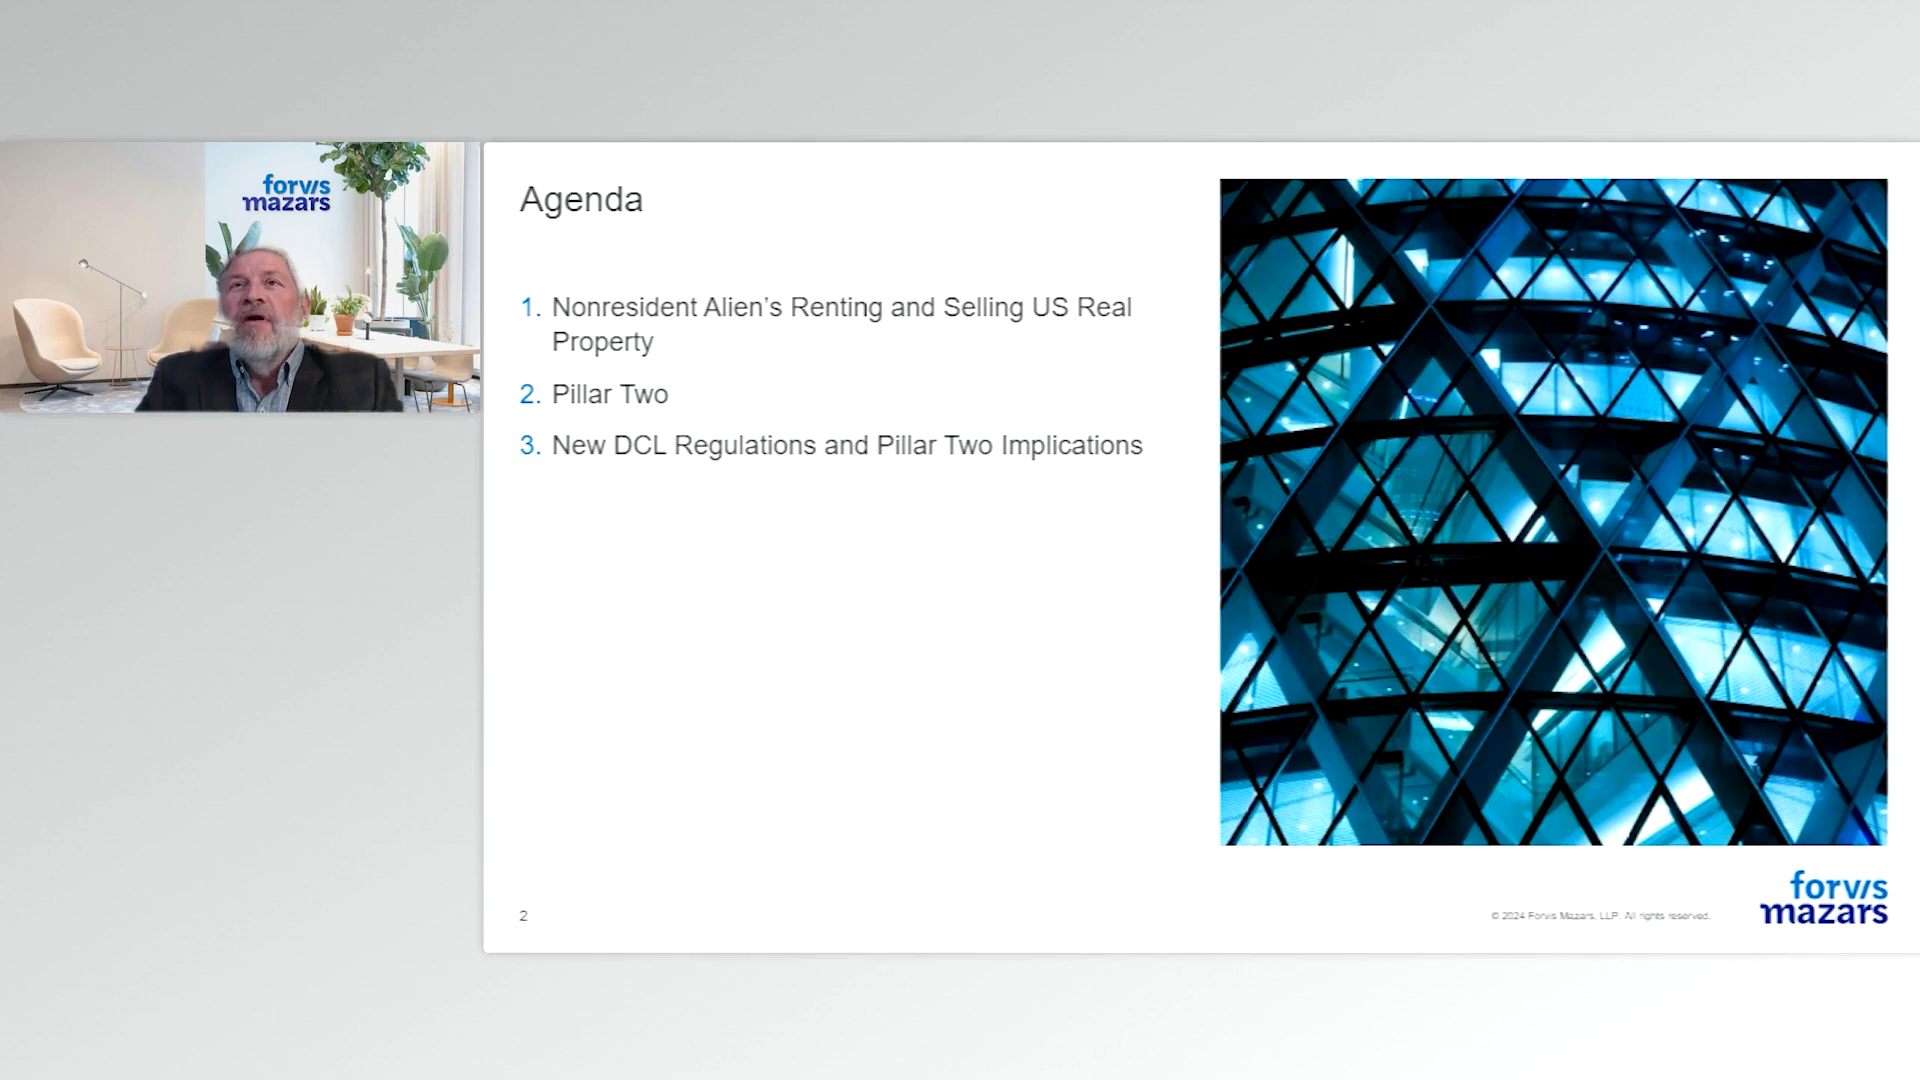 forvis
mazars
Agenda
1. Nonresident Alien’s Renting and Selling US Real
Property
2. Pillar Two
3. New DCL Regulations and Pillar Two Implications
2
© 2024 Forvis Mazars, LLP. All rights reserved.
forvis
mazars